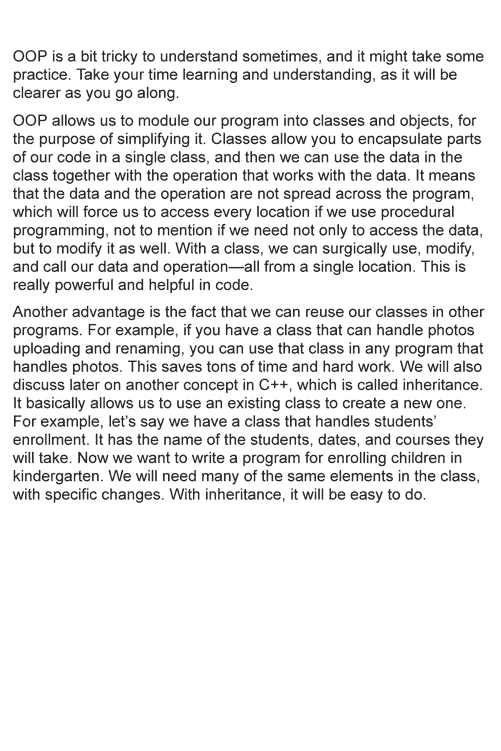 OOP is a bit tricky to understand sometimes, and it might take some
practice. Take your time learning and understanding, as it will be
clearer as you go along.
OOP allows us to module our program into classes and objects, for
the purpose of simplifying it. Classes allow you to encapsulate parts
of our code in a single class, and then we can use the data in the
class together with the operation that works with the data. It means
that the data and the operation are not spread across the program,
which will force us to access every location if we use procedural
programming, not to mention if we need not only to access the data,
but to modify it as well. With a class, we can surgically use, modify,
and call our data and operation—all from a single location. This is
really powerful and helpful in code.
Another advantage is the fact that we can reuse our classes in other
programs. For example, if you have a class that can handle photos
uploading and renaming, you can use that class in any program that
handles photos. This saves tons of time and hard work. We will also
discuss later on another concept in C++, which is called inheritance.
It basically allows us to use an existing class to create a new one.
For example, let’s say we have a class that handles students’
enrollment. It has the name of the students, dates, and courses they
will take. Now we want to write a program for enrolling children in
kindergarten. We will need many of the same elements in the class,
with specific changes. With inheritance, it will be easy to do.